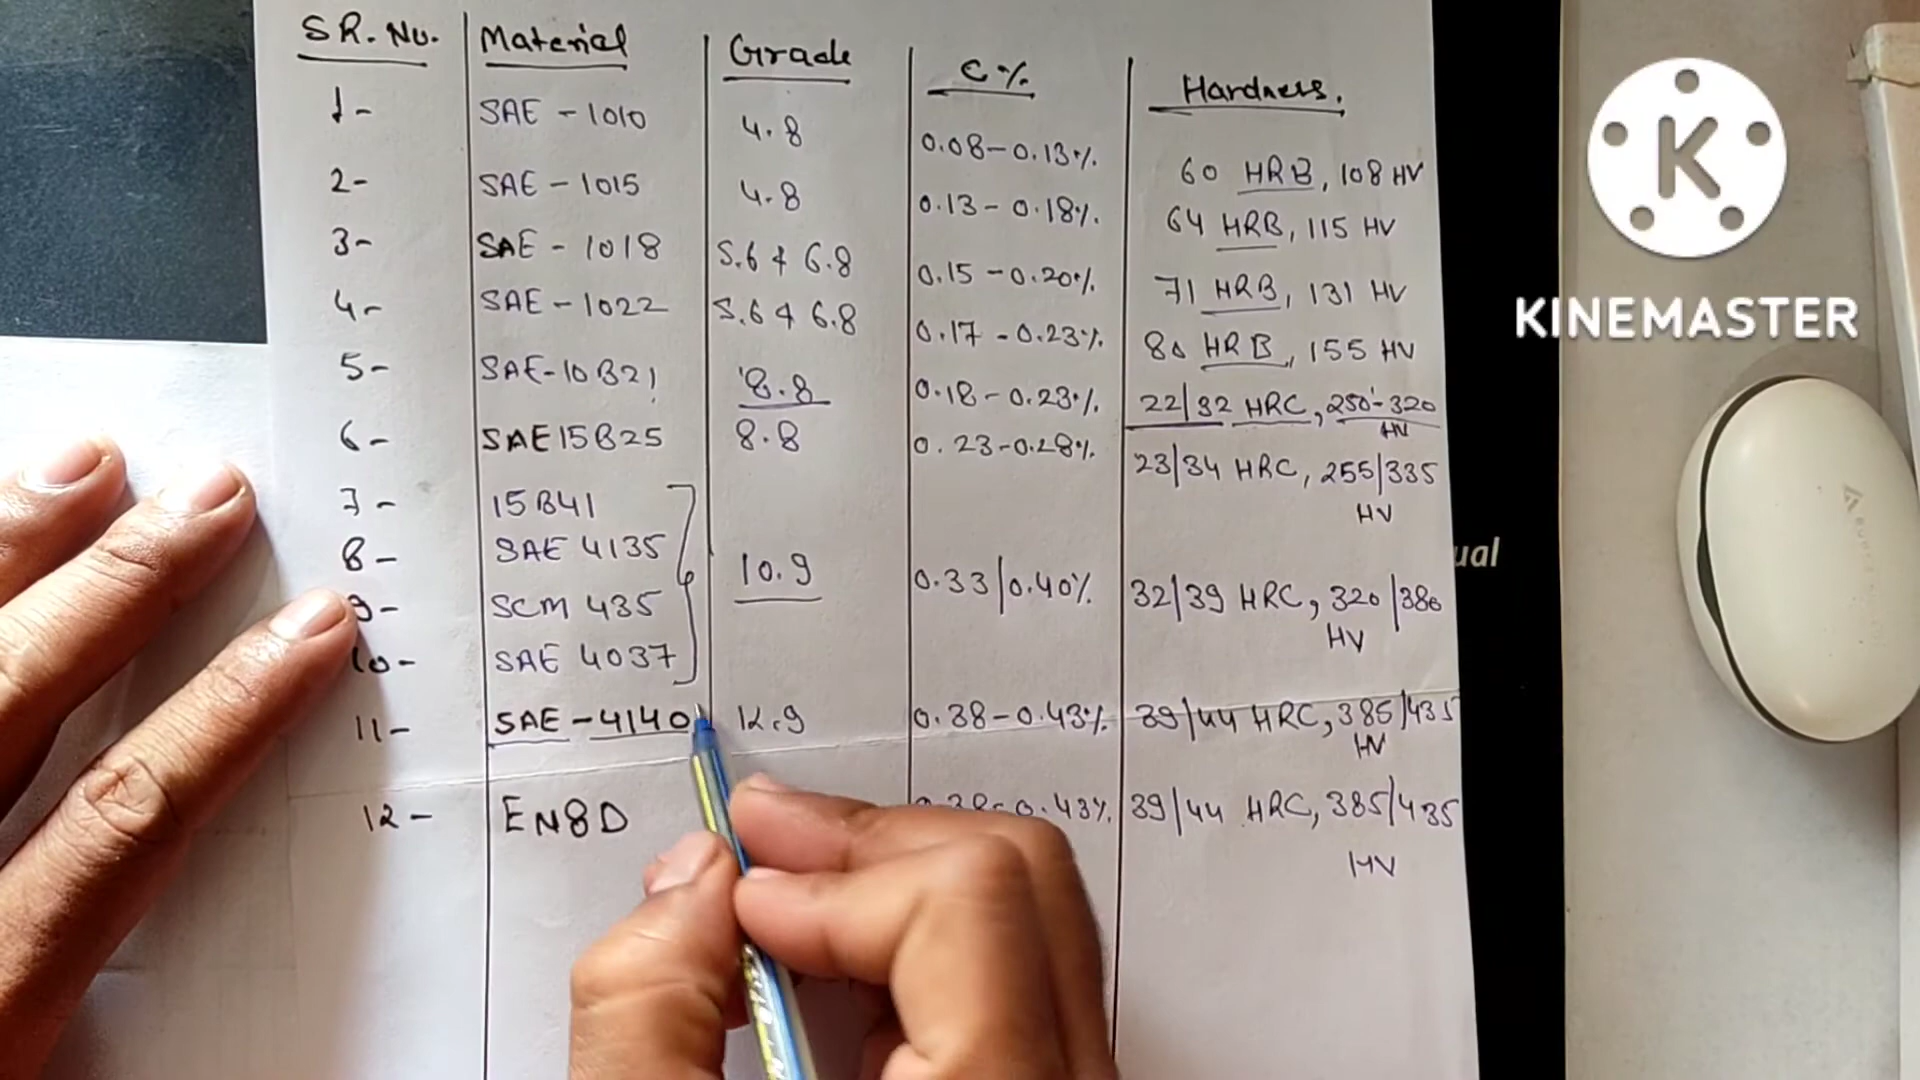 SR. No. Material Grade C% Hardness.
1- SAE - 1010 4.8 0.08-0.13% 60 HRB, 108 HV
2- SAE - 1015 4.8 0.13-0.18% 64 HRB, 115 HV
3- SAE - 1018 5.6 & 6.8 0.15-0.20% 71 HRB, 131 HV
4- SAE - 1022 5.6 & 6.8 0.17-0.23% 80 HRB, 155 HV
5- SAE-10B21 8.8 0.18-0.23% 22/32 HRC, 250-320 HV
6- SAE15B25 8.8 0.23-0.28% 23/34 HRC, 255/335 HV
7- 15B41
8- SAE 4135 10.9 0.33/0.40% 32/39 HRC, 320/380 HV
9- SCM 435
10- SAE 4037
11- SAE-4140 12.9 0.38-0.43% 39/44 HRC, 385/435 HV
12- EN8D 0.43% 39/44 HRC, 385/435 HV
K
KINEMASTER
ual